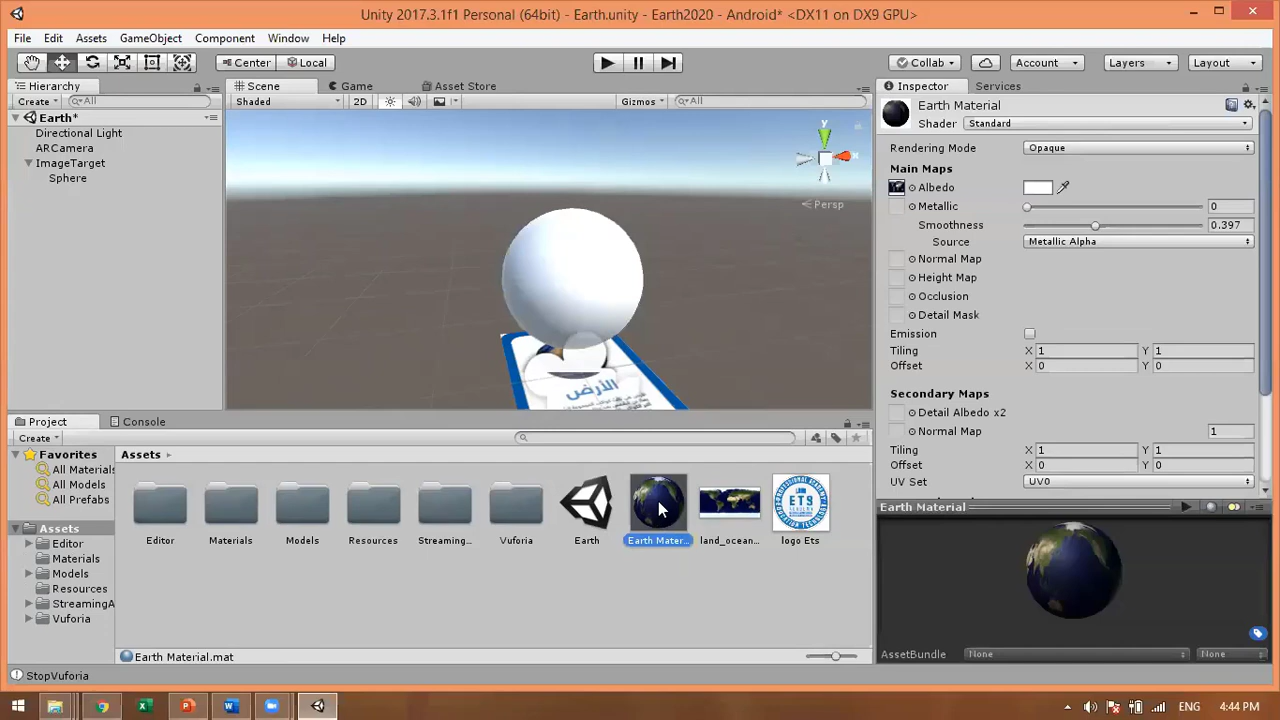 Unity 2017.3.1f1 Personal (64bit) - Earth.unity - Earth2020 - Android* <DX11 on DX9 GPU>
File Edit Assets GameObject Component Window Help
Center Local Collab Account Layers Layout
Hierarchy Scene Game Asset Store Inspector Services
Create All Shaded 2D Gizmos All
Earth*
Directional Light
ARCamera
ImageTarget
Sphere
y
x
Persp
الأرض
Earth Material
Shader Standard
Rendering Mode Opaque
Main Maps
Albedo
Metallic 0
Smoothness 0.397
Source Metallic Alpha
Normal Map
Height Map
Occlusion
Detail Mask
Emission
Tiling X 1 Y 1
Offset X 0 Y 0
Secondary Maps
Detail Albedo x2
Normal Map 1
Tiling X 1 Y 1
Offset X 0 Y 0
UV Set UV0
Project Console
Create
Favorites
All Materials
All Models
All Prefabs
Assets
Editor
Materials
Models
Resources
StreamingA
Vuforia
Assets
Editor Materials Models Resources Streaming... Vuforia Earth Earth Mater... land_ocean... logo Ets
ETS
Earth Material.mat
Earth Material
AssetBundle None None
StopVuforia
ENG 4:44 PM